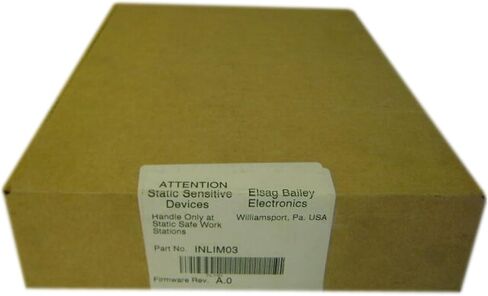 ATTENTION
Static Sensitive
Devices
Handle Only at
Static Safe Work
Stations
Elsag Bailey
Electronics
Williamsport, Pa. USA
Part No. INLIM03
Firmware Rev. A.0